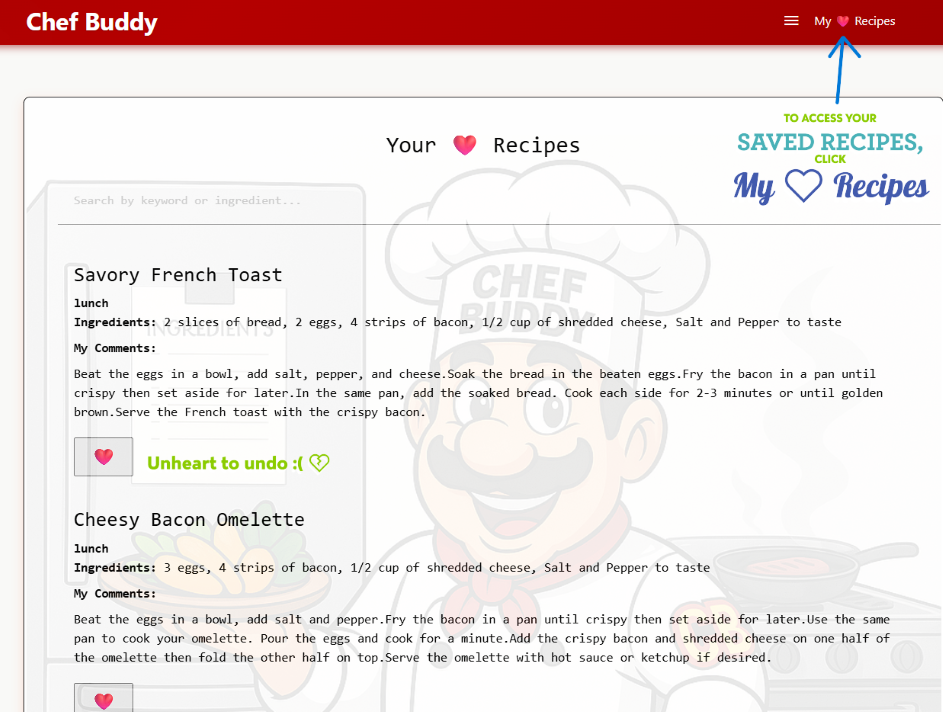 Chef Buddy
My ❤️ Recipes
TO ACCESS YOUR
SAVED RECIPES,
CLICK
My ♡ Recipes
Your ❤️ Recipes
Search by keyword or ingredient...
CHEF
BUDDY
INGREDIENTS
Savory French Toast
lunch
Ingredients: 2 slices of bread, 2 eggs, 4 strips of bacon, 1/2 cup of shredded cheese, Salt and Pepper to taste
My Comments:
Beat the eggs in a bowl, add salt, pepper, and cheese.Soak the bread in the beaten eggs.Fry the bacon in a pan until
crispy then set aside for later.In the same pan, add the soaked bread. Cook each side for 2-3 minutes or until golden
brown.Serve the French toast with the crispy bacon.
Unheart to undo :(
Cheesy Bacon Omelette
lunch
Ingredients: 3 eggs, 4 strips of bacon, 1/2 cup of shredded cheese, Salt and Pepper to taste
My Comments:
Beat the eggs in a bowl, add salt and pepper.Fry the bacon in a pan until crispy then set aside for later.Use the same
pan to cook your omelette. Pour the eggs and cook for a minute.Add the crispy bacon and shredded cheese on one half of
the omelette then fold the other half on top.Serve the omelette with hot sauce or ketchup if desired.